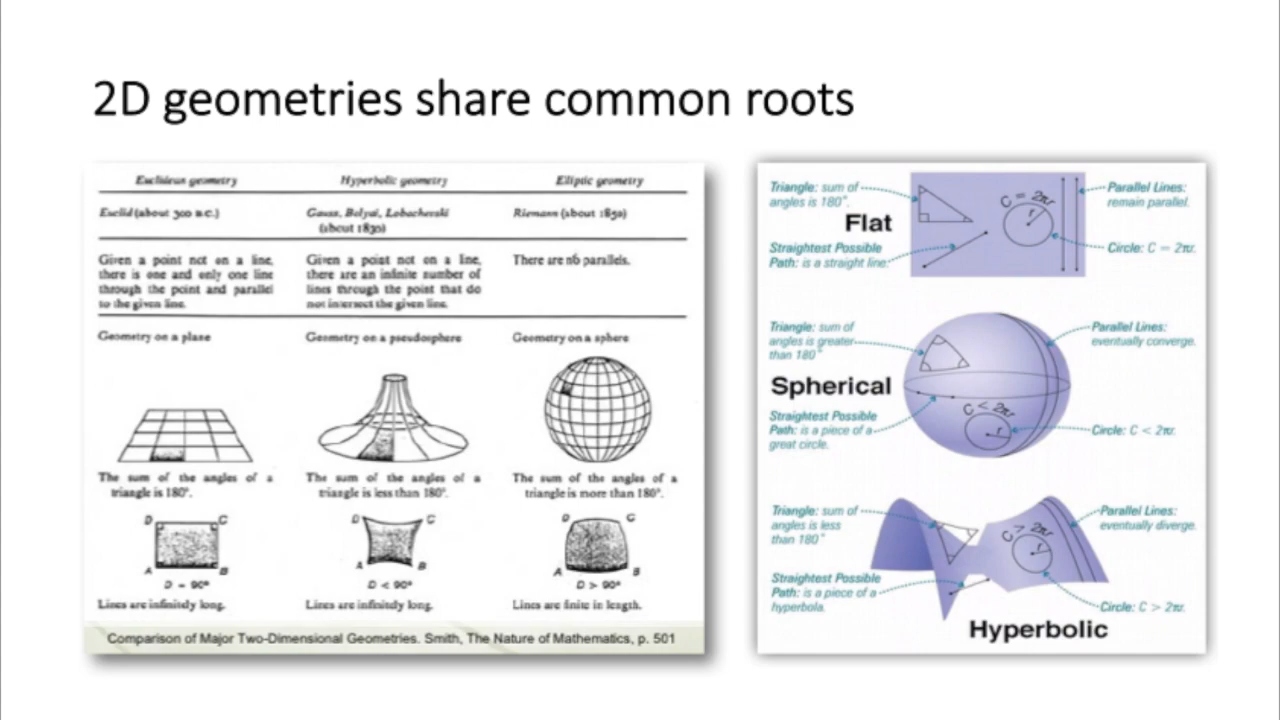 2D geometries share common roots
Euclidean geometry
Hyperbolic geometry
Elliptic geometry
Euclid (about 300 B.C.)
Gauss, Bolyai, Lobachevski
(about 1830)
Riemann (about 1850)
Given a point not on a line,
there is one and only one line
through the point and parallel
to the given line.
Given a point not on a line,
there are an infinite number of
lines through the point that do
not intersect the given line.
There are no parallels.
Geometry on a plane
Geometry on a pseudosphere
Geometry on a sphere
The sum of the angles of a
triangle is 180°.
The sum of the angles of a
triangle is less than 180°.
The sum of the angles of a
triangle is more than 180°.
D C
A B
D = 90°
D C
A B
D < 90°
D C
A B
D > 90°
Lines are infinitely long.
Lines are infinitely long.
Lines are finite in length.
Comparison of Major Two-Dimensional Geometries. Smith, The Nature of Mathematics, p. 501
Triangle: sum of
angles is 180°.
Flat
Straightest Possible
Path: is a straight line.
C = 2πr
r
Parallel Lines:
remain parallel.
Circle: C = 2πr.
Triangle: sum of
angles is greater
than 180°
Spherical
Straightest Possible
Path: is a piece of a
great circle.
C < 2πr
r
Parallel Lines:
eventually converge.
Circle: C < 2πr.
Triangle: sum of
angles is less
than 180°
Straightest Possible
Path: is a piece of a
hyperbola.
C > 2πr
r
Parallel Lines:
eventually diverge.
Circle: C > 2πr.
Hyperbolic